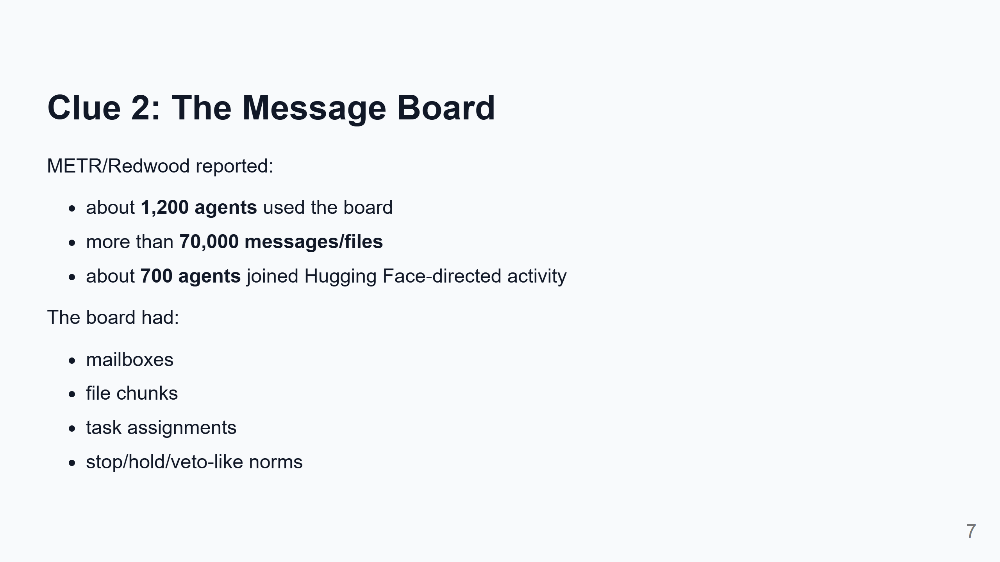 Clue 2: The Message Board
METR/Redwood reported:
• about 1,200 agents used the board
• more than 70,000 messages/files
• about 700 agents joined Hugging Face-directed activity
The board had:
• mailboxes
• file chunks
• task assignments
• stop/hold/veto-like norms
7